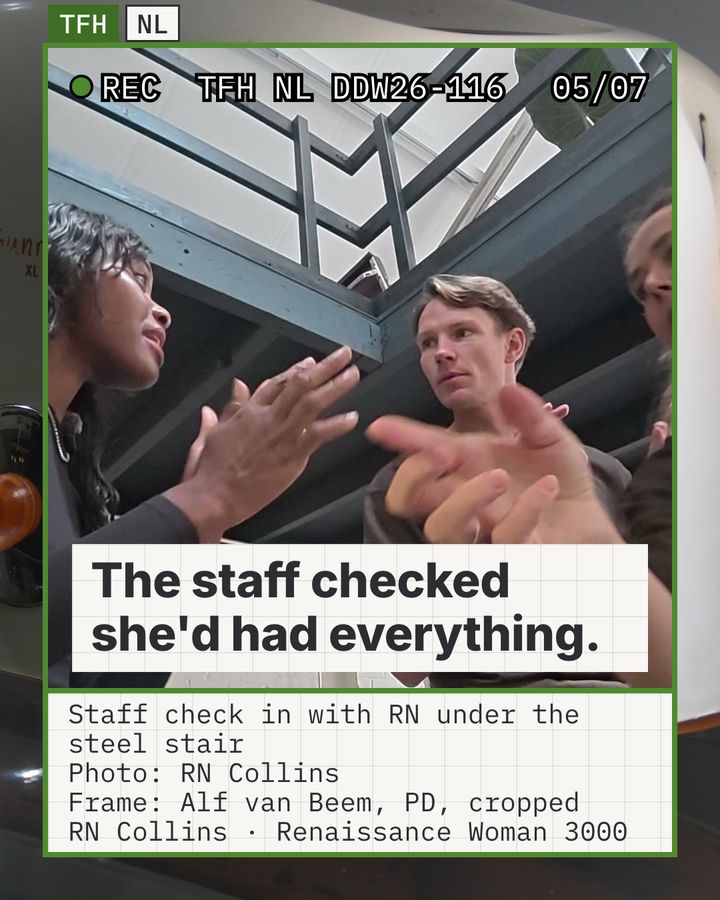 TFH NL
REC TFH NL DDW26-116 05/07
XL
The staff checked
she'd had everything.
Staff check in with RN under the
steel stair
Photo: RN Collins
Frame: Alf van Beem, PD, cropped
RN Collins · Renaissance Woman 3000